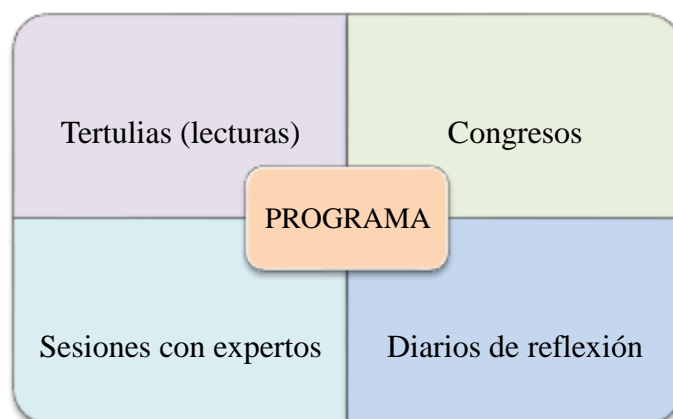 Tertulias (lecturas)
Congresos
PROGRAMA
Sesiones con expertos
Diarios de reflexión